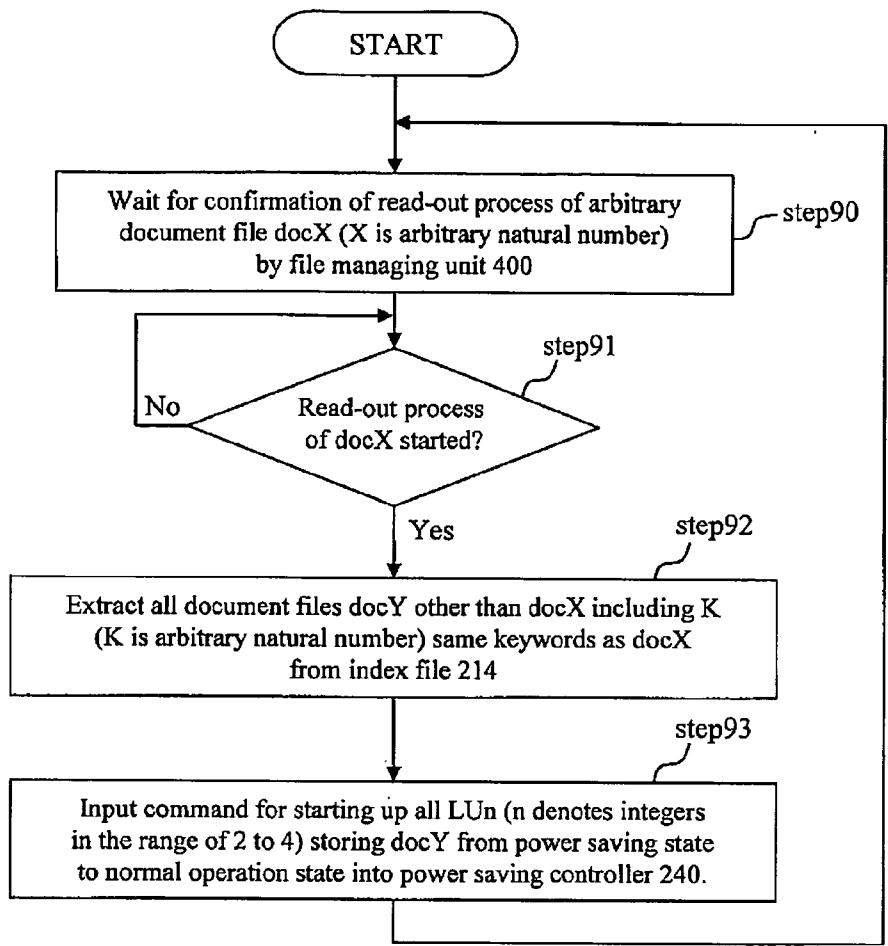 START
Wait for confirmation of read-out process of arbitrary
document file docX (X is arbitrary natural number)
by file managing unit 400
step90
step91
No
Read-out process
of docX started?
Yes
step92
Extract all document files docY other than docX including K
(K is arbitrary natural number) same keywords as docX
from index file 214
step93
Input command for starting up all LUn (n denotes integers
in the range of 2 to 4) storing docY from power saving state
to normal operation state into power saving controller 240.